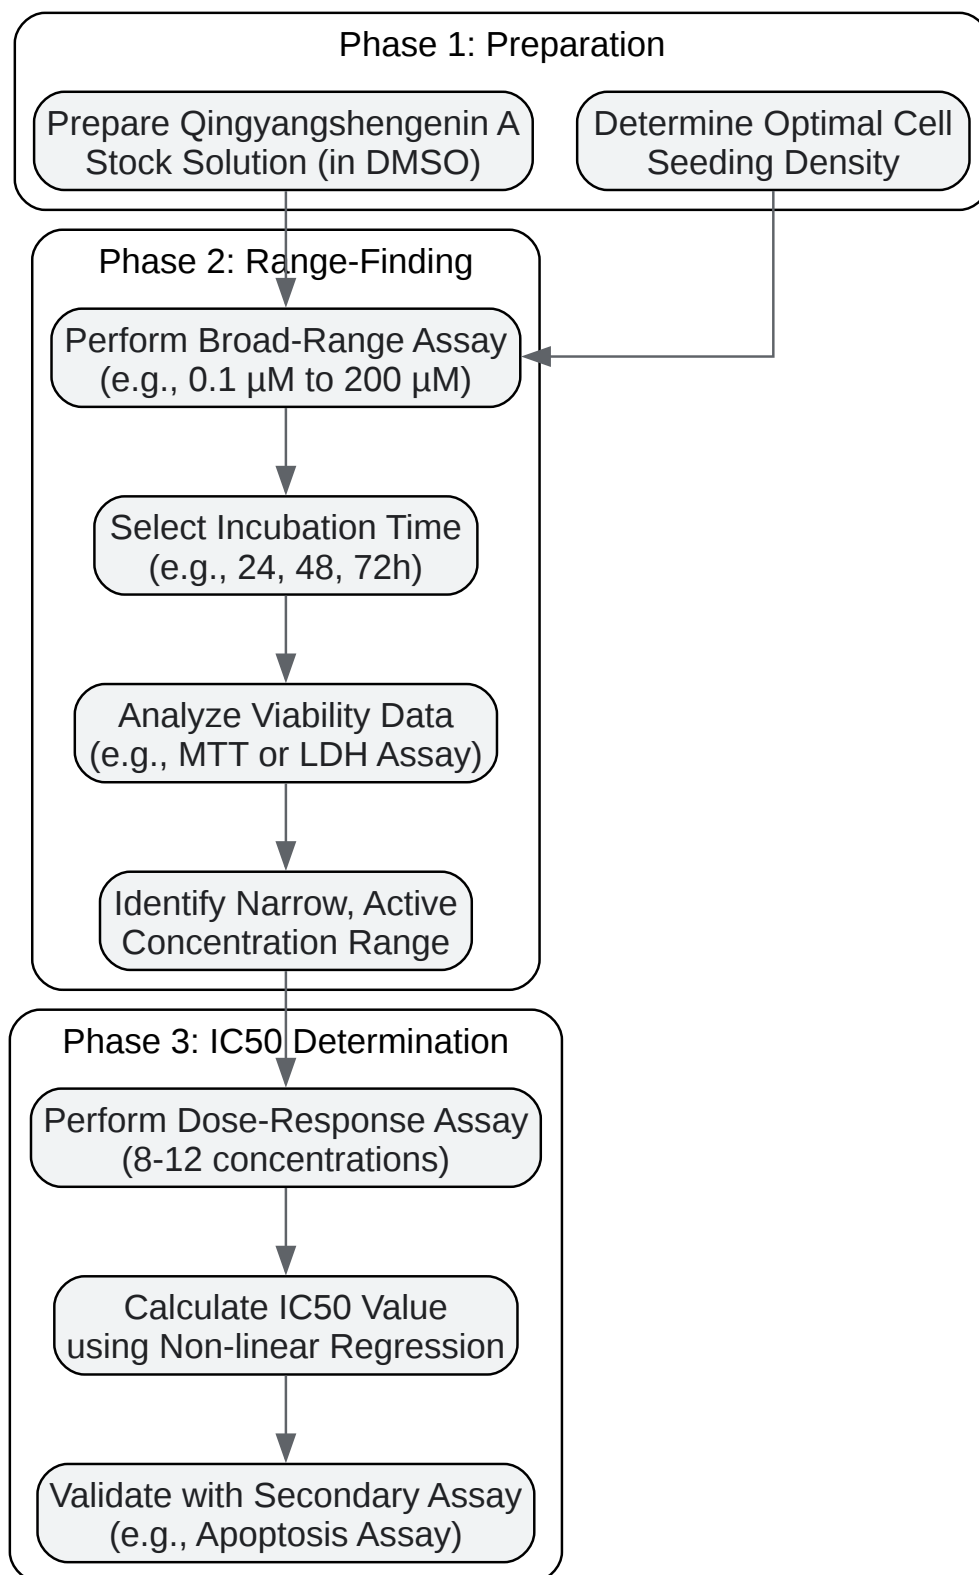 Phase 1: Preparation
Prepare Qingyangshengenin A
Stock Solution (in DMSO)
Determine Optimal Cell
Seeding Density
Phase 2: Range-Finding
Perform Broad-Range Assay
(e.g., 0.1 µM to 200 µM)
Select Incubation Time
(e.g., 24, 48, 72h)
Analyze Viability Data
(e.g., MTT or LDH Assay)
Identify Narrow, Active
Concentration Range
Phase 3: IC50 Determination
Perform Dose-Response Assay
(8-12 concentrations)
Calculate IC50 Value
using Non-linear Regression
Validate with Secondary Assay
(e.g., Apoptosis Assay)